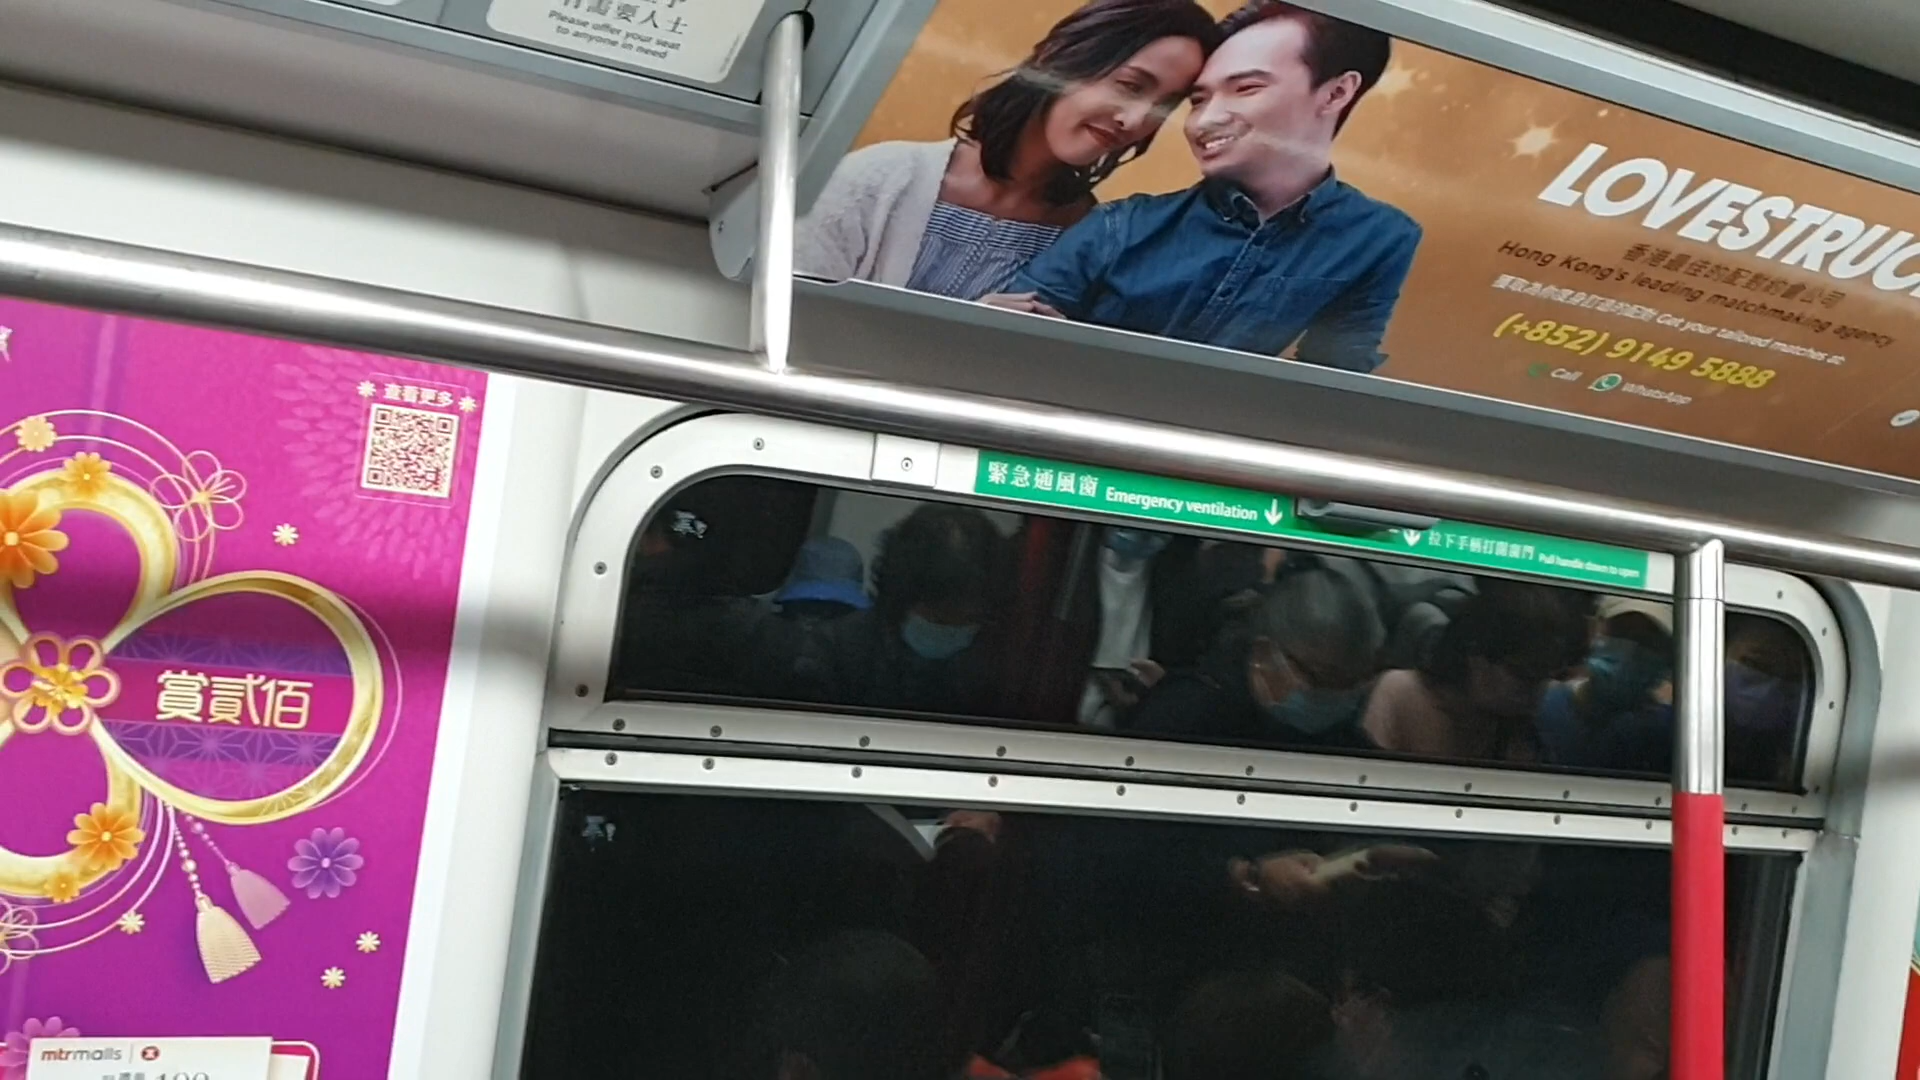 有需要人士
Please offer your seat
to anyone in need
LOVESTRUC
香港最佳的配對約會公司
Hong Kong's leading matchmaking agency
Get your tailored matches at:
(+852) 9149 5888
Call WhatsApp
查看更多
緊急通風窗 Emergency ventilation
拉下手柄打開窗門 Pull handle down to open
賞貳佰
mtrmalls
100